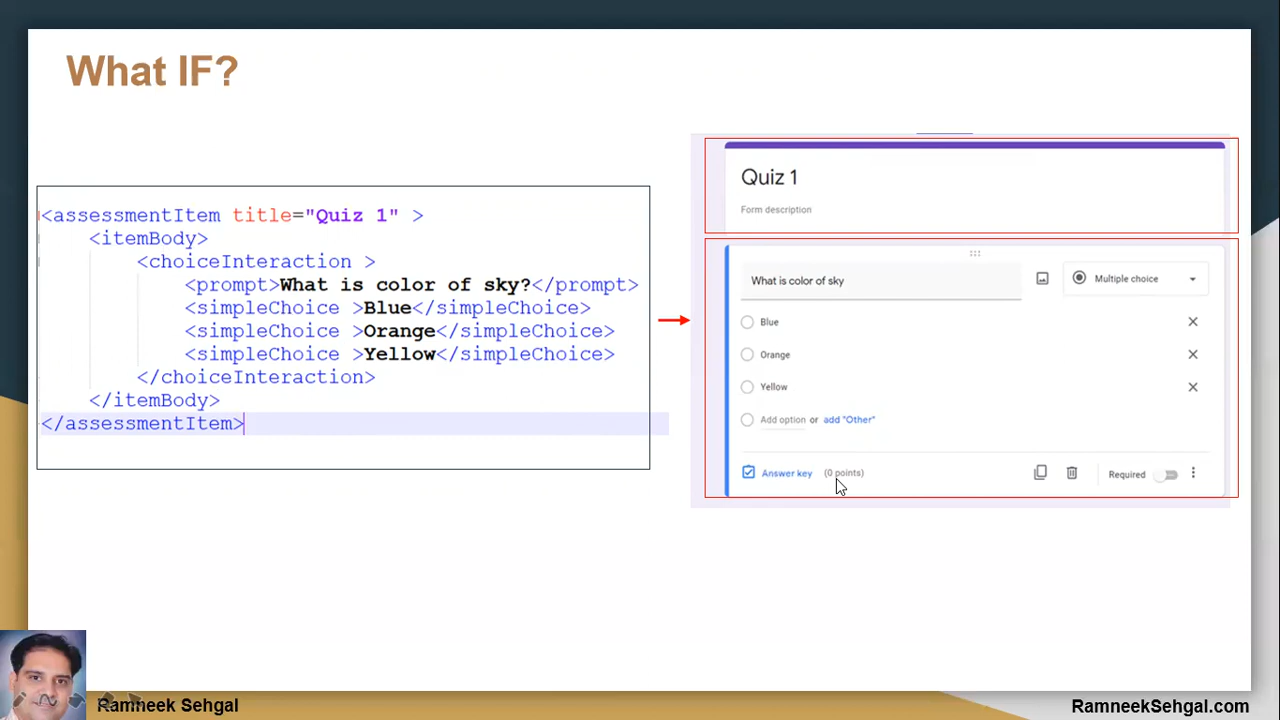 What IF?
<assessmentItem title="Quiz 1" >
<itemBody>
<choiceInteraction >
<prompt>What is color of sky?</prompt>
<simpleChoice >Blue</simpleChoice>
<simpleChoice >Orange</simpleChoice>
<simpleChoice >Yellow</simpleChoice>
</choiceInteraction>
</itemBody>
</assessmentItem>
Quiz 1
Form description
What is color of sky
Multiple choice
Blue
Orange
Yellow
Add option or add "Other"
Answer key (0 points)
Required
Ramneek Sehgal
RamneekSehgal.com